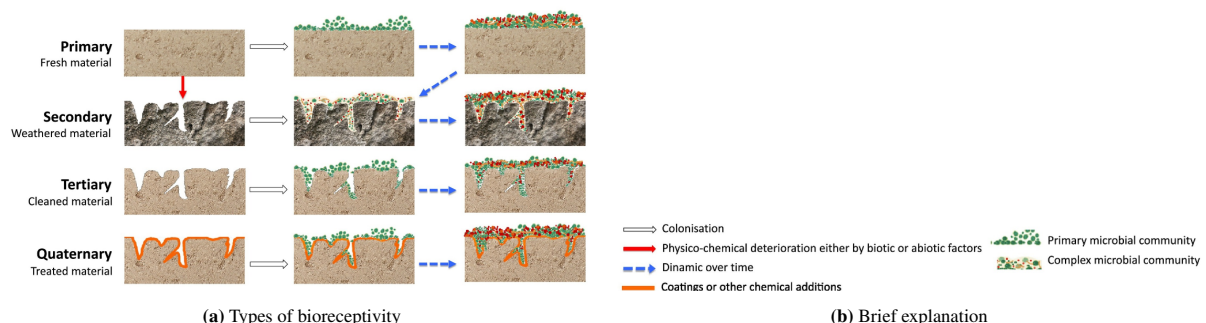 Primary
Fresh material
Secondary
Weathered material
Tertiary
Cleaned material
Quaternary
Treated material
(a) Types of bioreceptivity
Colonisation
Physico-chemical deterioration either by biotic or abiotic factors
Dinamic over time
Coatings or other chemical additions
Primary microbial community
Complex microbial community
(b) Brief explanation